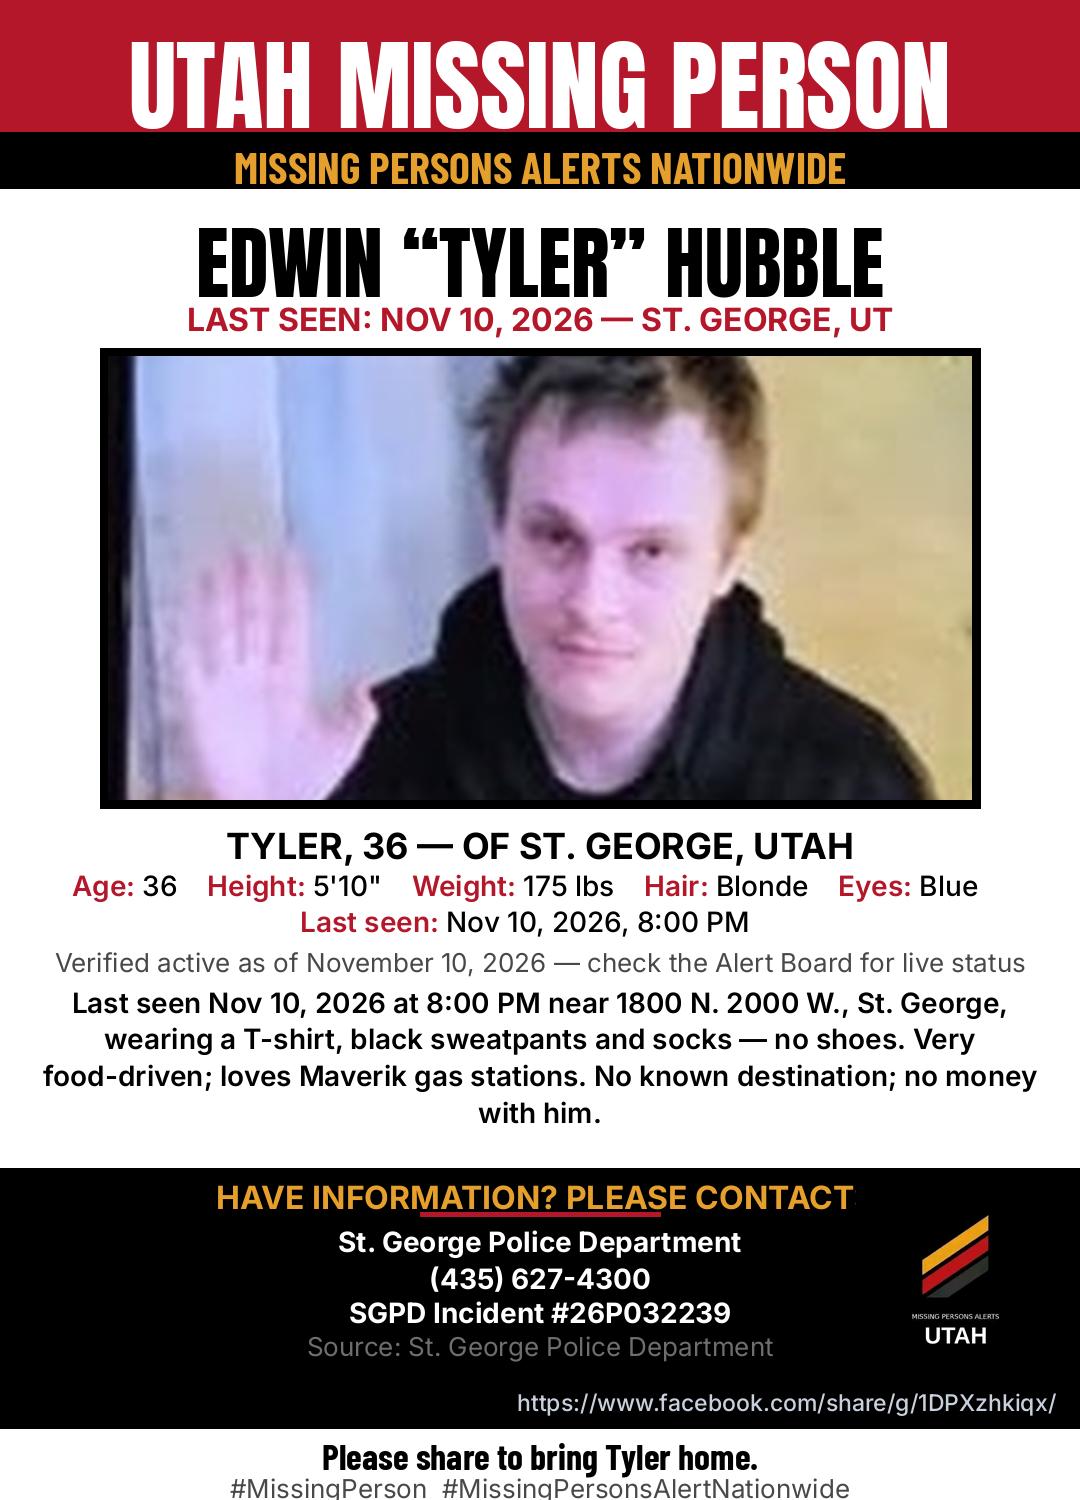 UTAH MISSING PERSON
MISSING PERSONS ALERTS NATIONWIDE
EDWIN “TYLER” HUBBLE
LAST SEEN: NOV 10, 2026 — ST. GEORGE, UT
TYLER, 36 — OF ST. GEORGE, UTAH
Age: 36 Height: 5'10" Weight: 175 lbs Hair: Blonde Eyes: Blue
Last seen: Nov 10, 2026, 8:00 PM
Verified active as of November 10, 2026 — check the Alert Board for live status
Last seen Nov 10, 2026 at 8:00 PM near 1800 N. 2000 W., St. George,
wearing a T-shirt, black sweatpants and socks — no shoes. Very
food-driven; loves Maverik gas stations. No known destination; no money
with him.
HAVE INFORMATION? PLEASE CONTACT
St. George Police Department
(435) 627-4300
SGPD Incident #26P032239
Source: St. George Police Department
MISSING PERSONS ALERTS
UTAH
https://www.facebook.com/share/g/1DPXzhkiqx/
Please share to bring Tyler home.
#MissingPerson #MissingPersonsAlertNationwide